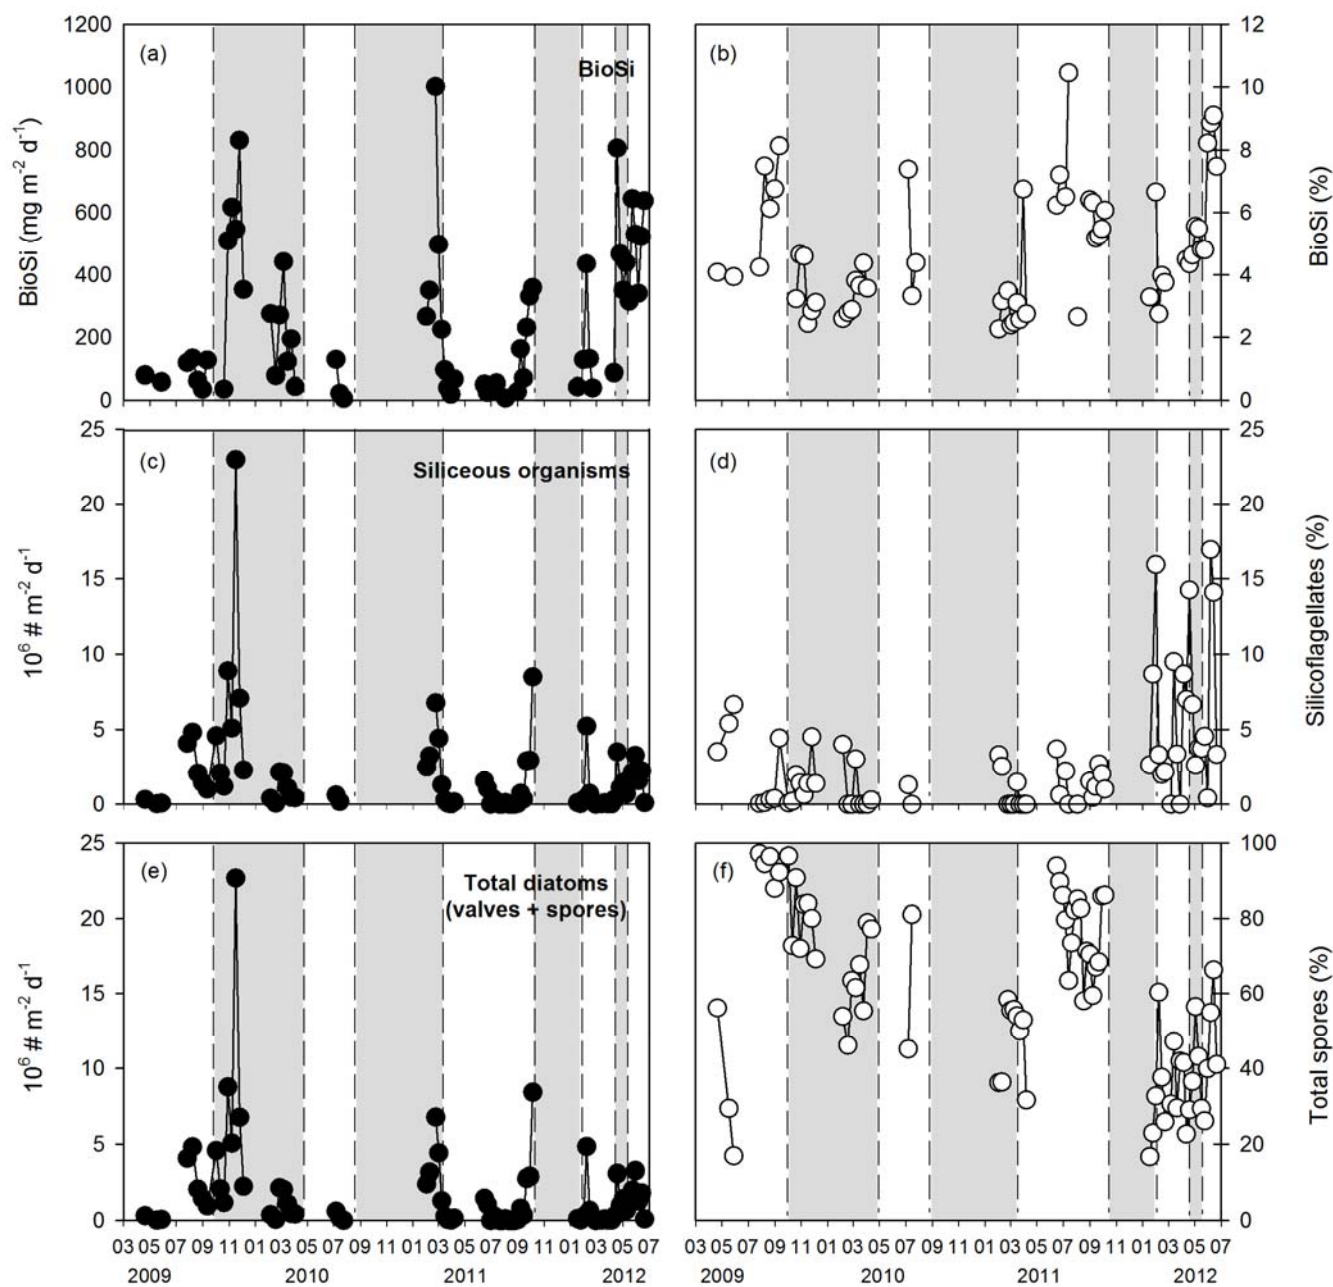 (a)
BioSi
BioSi (mg m⁻² d⁻¹)
1200
1000
800
600
400
200
0
(b)
BioSi (%)
12
10
8
6
4
2
0
(c)
Siliceous organisms
10⁶ # m⁻² d⁻¹
25
20
15
10
5
0
(d)
Silicoflagellates (%)
25
20
15
10
5
0
(e)
Total diatoms
(valves + spores)
10⁶ # m⁻² d⁻¹
25
20
15
10
5
0
(f)
Total spores (%)
100
80
60
40
20
0
03 05 07 09 11 01 03 05 07 09 11 01 03 05 07 09 11 01 03 05 07
2009 2010 2011 2012
03 05 07 09 11 01 03 05 07 09 11 01 03 05 07 09 11 01 03 05 07
2009 2010 2011 2012